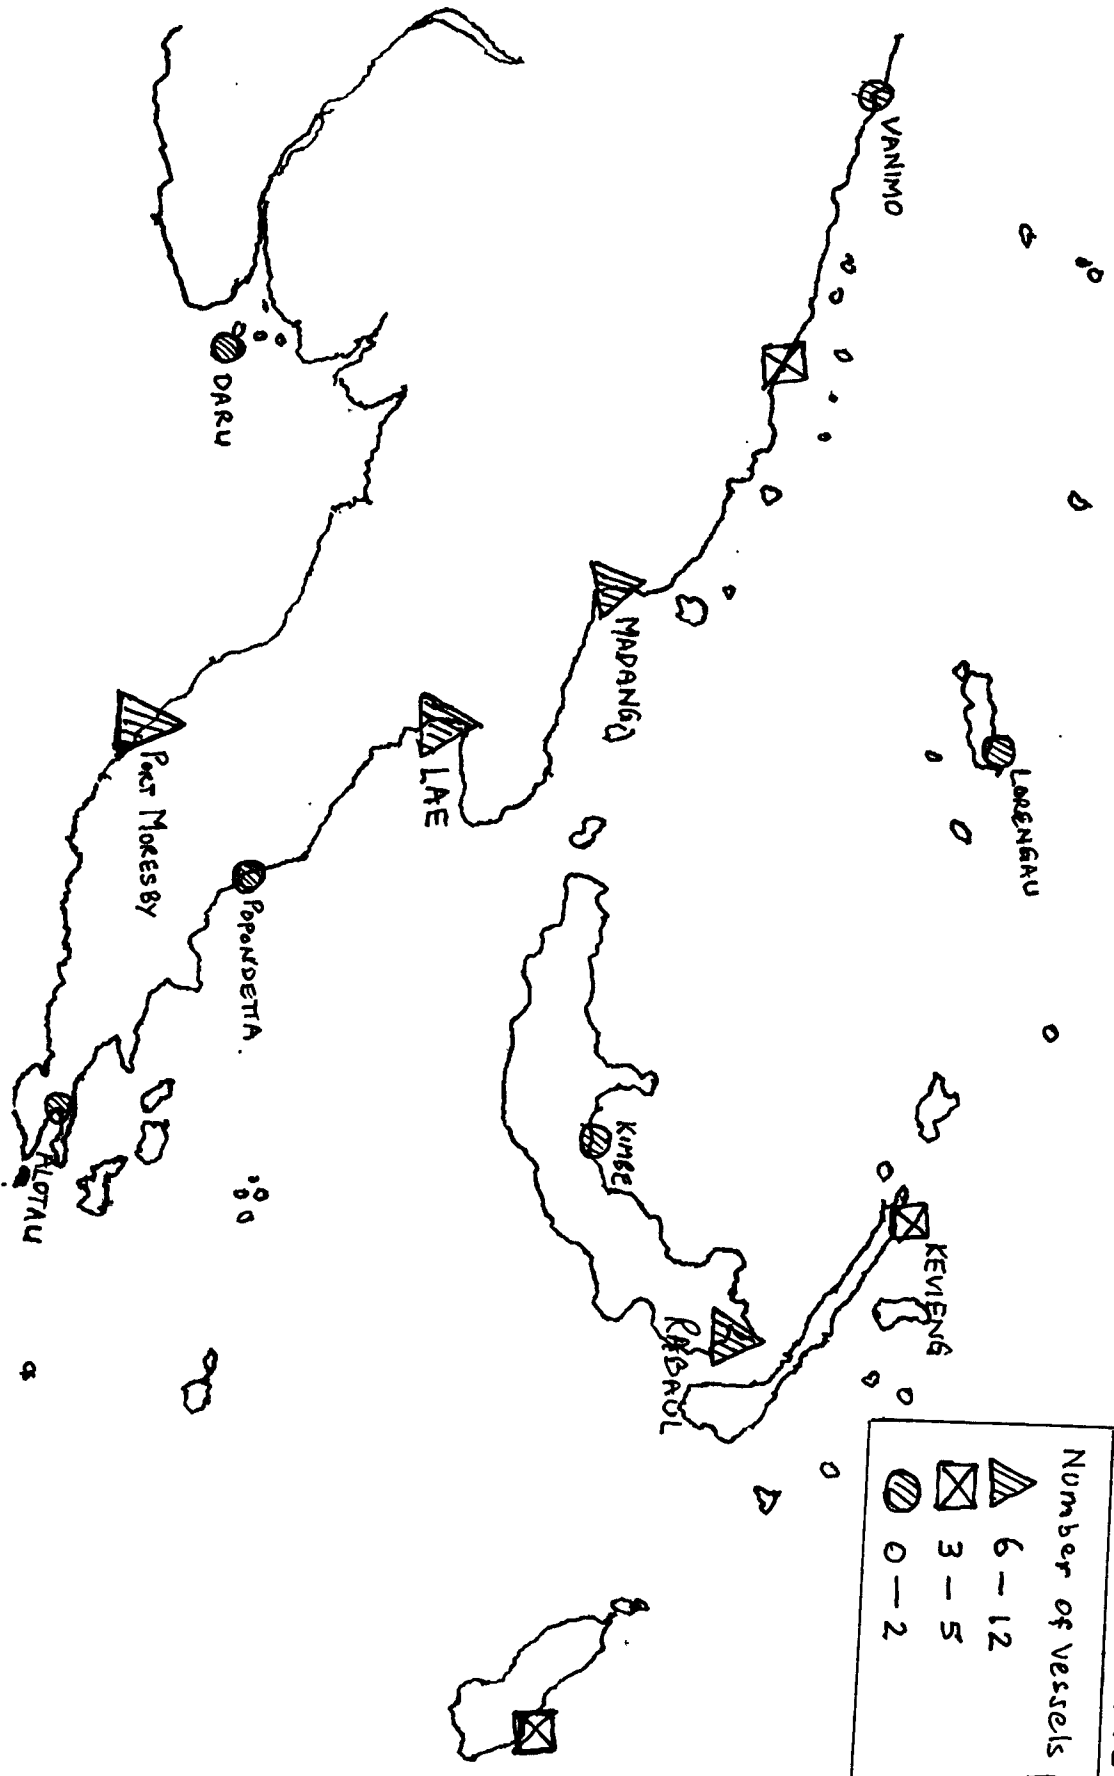 VANIMO
DARU
MADANG
LORENGAU
LAE
PORT MORESBY
POPONDETTA.
KIMBE
ALOTAU
KEVIENG
RABAUL
Number of vessels
6 – 12
3 – 5
0 – 2